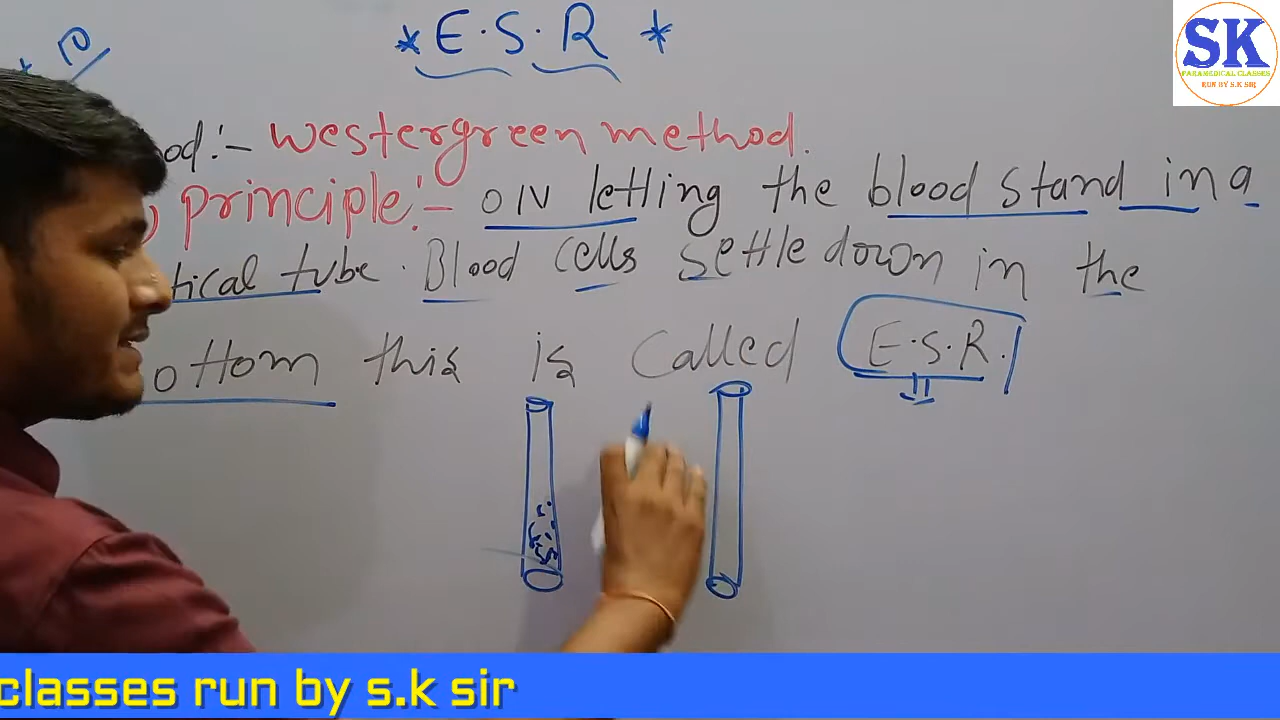 * E.S.R *
SK
PARAMEDICAL CLASSES
RUN BY S.K SIR
od:- westergreen method.
principle:- ON letting the blood stand in a
tical tube. Blood cells settle down in the
ottom this is called E.S.R.
classes run by s.k sir